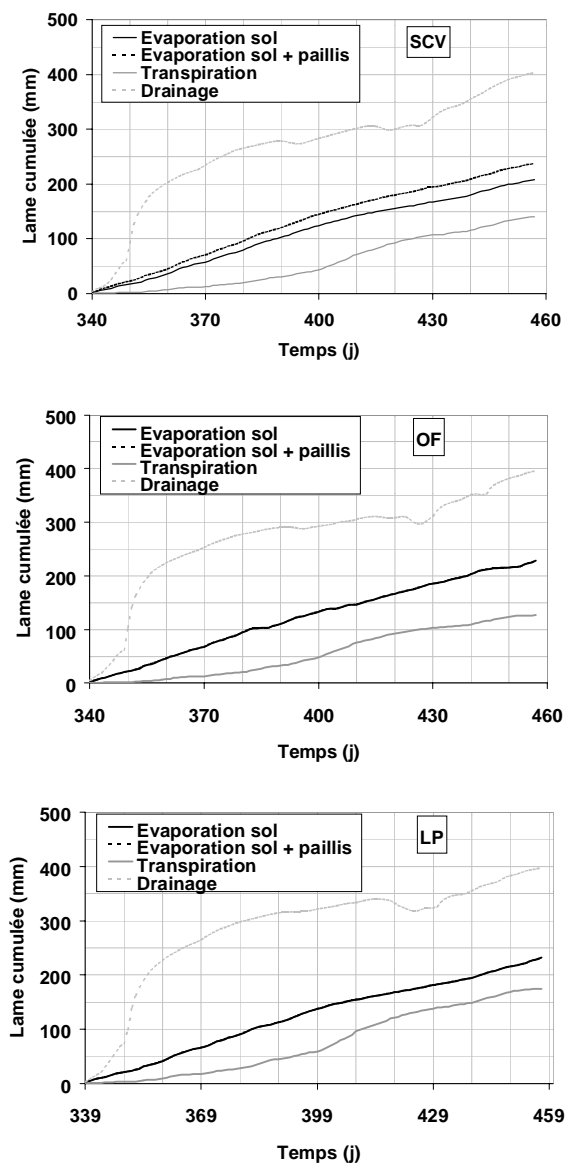 500
400
300
200
100
0
Lame cumulée (mm)
Evaporation sol
Evaporation sol + paillis
Transpiration
Drainage
SCV
340 370 400 430 460
Temps (j)
500
400
300
200
100
0
Lame cumulée (mm)
Evaporation sol
Evaporation sol + paillis
Transpiration
Drainage
OF
340 370 400 430 460
Temps (j)
500
400
300
200
100
0
Lame cumulée (mm)
Evaporation sol
Evaporation sol + paillis
Transpiration
Drainage
LP
339 369 399 429 459
Temps (j)